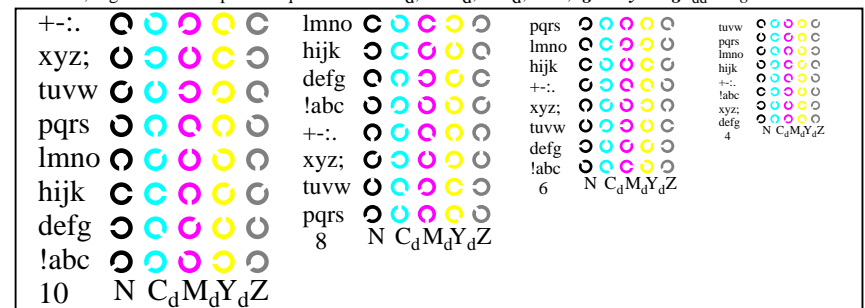 +-:.
xyz;
tuvw
pqrs
lmno
hijk
defg
!abc
10 N CdMdYdZ
lmno
hijk
defg
!abc
+-:.
xyz;
tuvw
pqrs
8 N CdMdYdZ
pqrs
lmno
hijk
+-:.
xyz;
tuvw
defg
!abc
6 N CdMdYdZ
tuvw
pqrs
lmno
hijk
+-:.
!abc
xyz;
defg
4 N CdMdYdZ